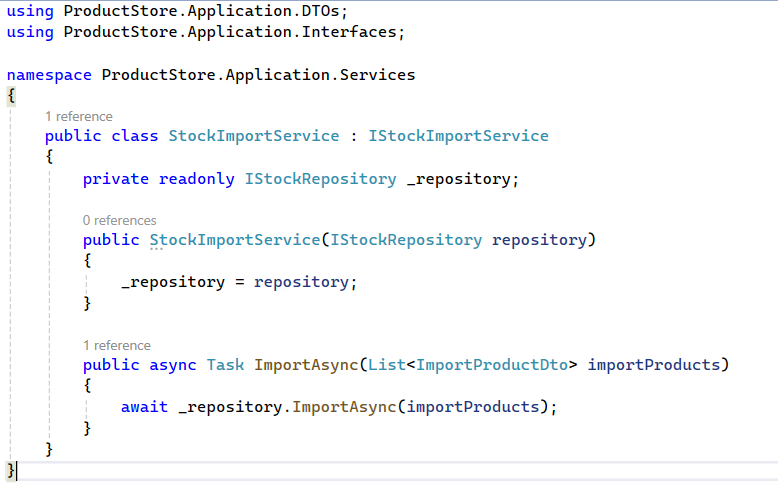 using ProductStore.Application.DTOs;
using ProductStore.Application.Interfaces;
namespace ProductStore.Application.Services
{
1 reference
public class StockImportService : IStockImportService
{
private readonly IStockRepository _repository;
0 references
public StockImportService(IStockRepository repository)
{
_repository = repository;
}
1 reference
public async Task ImportAsync(List<ImportProductDto> importProducts)
{
await _repository.ImportAsync(importProducts);
}
}
}